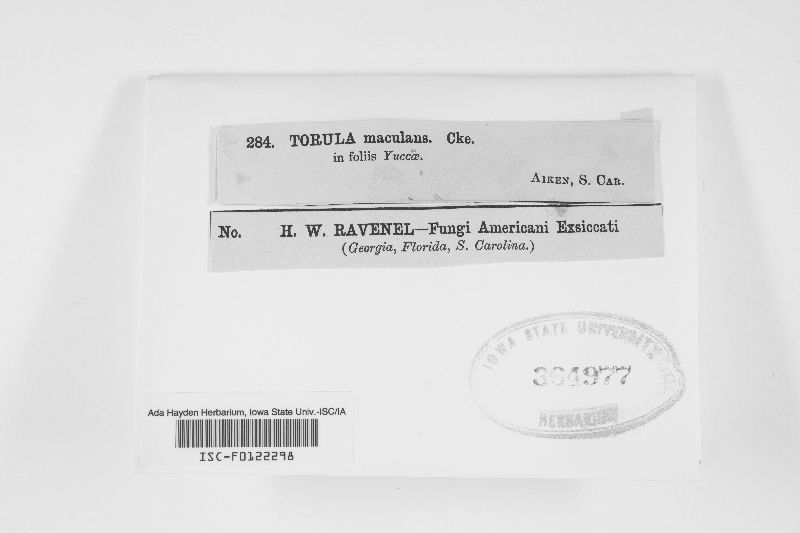 284. TORULA maculans. Cke.
in foliis Yuccæ.
AIKEN, S. CAR.
No. H. W. RAVENEL—Fungi Americani Exsiccati
(Georgia, Florida, S. Carolina.)
IOWA STATE UNIVERSITY
364977
HERBARIUM
Ada Hayden Herbarium, Iowa State Univ.-ISC/IA
ISC-F0122298